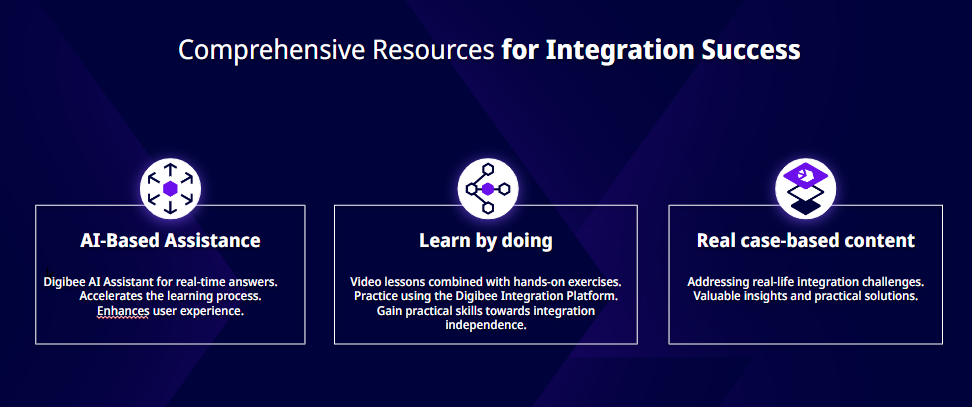 Comprehensive Resources for Integration Success
AI-Based Assistance
Digibee AI Assistant for real-time answers.
Accelerates the learning process.
Enhances user experience.
Learn by doing
Video lessons combined with hands-on exercises.
Practice using the Digibee Integration Platform.
Gain practical skills towards integration
independence.
Real case-based content
Addressing real-life integration challenges.
Valuable insights and practical solutions.